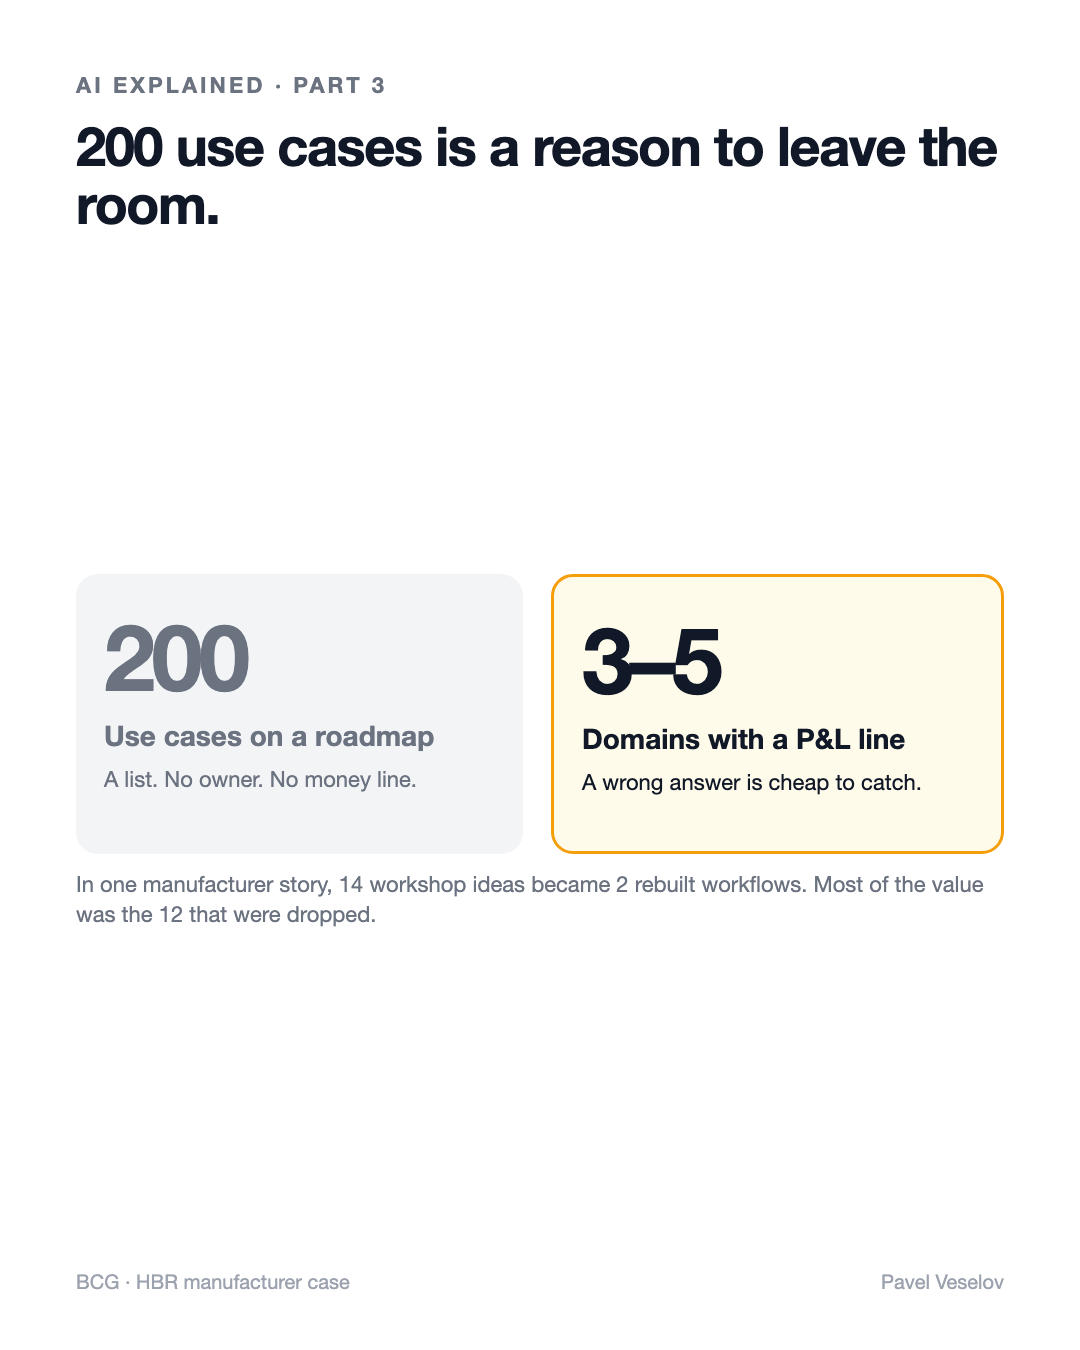 AI EXPLAINED · PART 3
200 use cases is a reason to leave the
room.
200
Use cases on a roadmap
A list. No owner. No money line.
3–5
Domains with a P&L line
A wrong answer is cheap to catch.
In one manufacturer story, 14 workshop ideas became 2 rebuilt workflows. Most of the value
was the 12 that were dropped.
BCG · HBR manufacturer case
Pavel Veselov